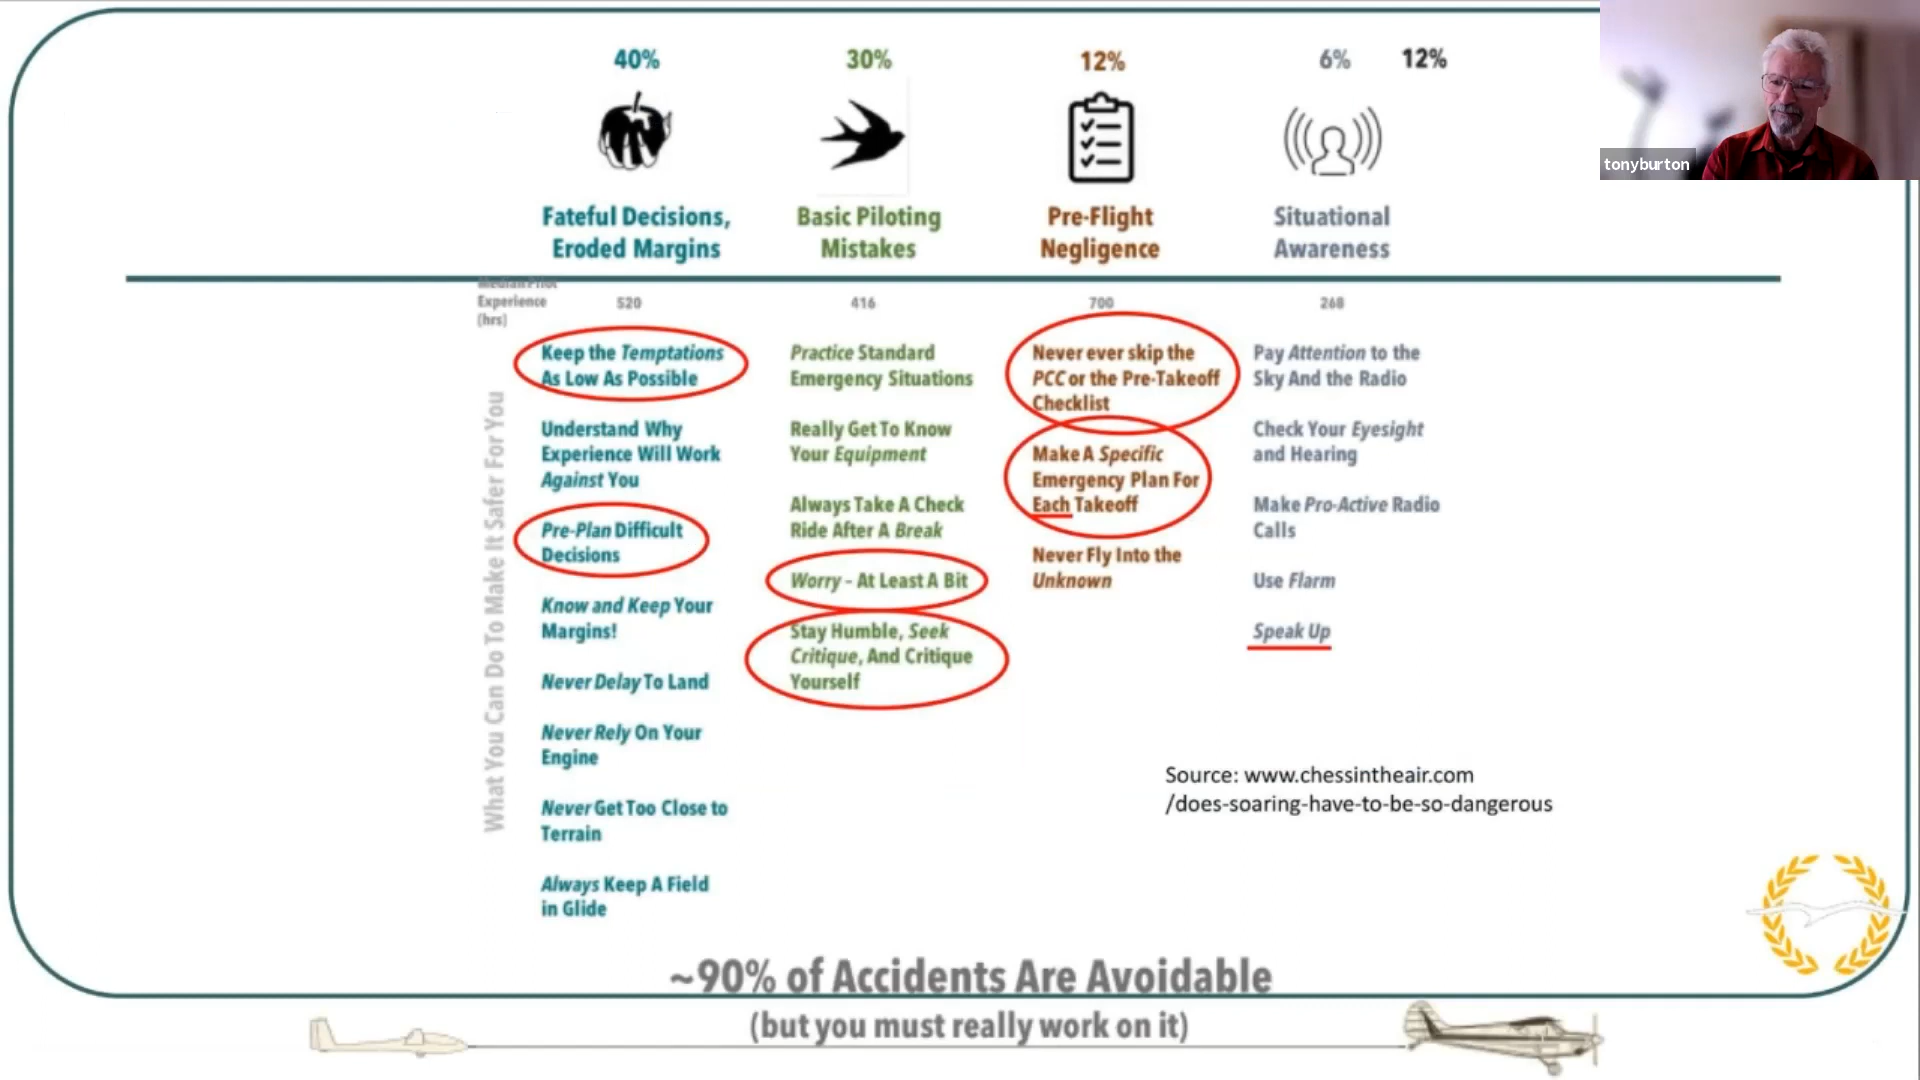 40%
30%
12%
6%
12%
tonyburton
Fateful Decisions,
Eroded Margins
Basic Piloting
Mistakes
Pre-Flight
Negligence
Situational
Awareness
Median Pilot
Experience
(hrs)
520
416
700
268
What You Can Do To Make It Safer For You
Keep the Temptations
As Low As Possible
Understand Why
Experience Will Work
Against You
Pre-Plan Difficult
Decisions
Know and Keep Your
Margins!
Never Delay To Land
Never Rely On Your
Engine
Never Get Too Close to
Terrain
Always Keep A Field
in Glide
Practice Standard
Emergency Situations
Really Get To Know
Your Equipment
Always Take A Check
Ride After A Break
Worry - At Least A Bit
Stay Humble, Seek
Critique, And Critique
Yourself
Never ever skip the
PCC or the Pre-Takeoff
Checklist
Make A Specific
Emergency Plan For
Each Takeoff
Never Fly Into the
Unknown
Pay Attention to the
Sky And the Radio
Check Your Eyesight
and Hearing
Make Pro-Active Radio
Calls
Use Flarm
Speak Up
Source: www.chessintheair.com
/does-soaring-have-to-be-so-dangerous
~90% of Accidents Are Avoidable
(but you must really work on it)